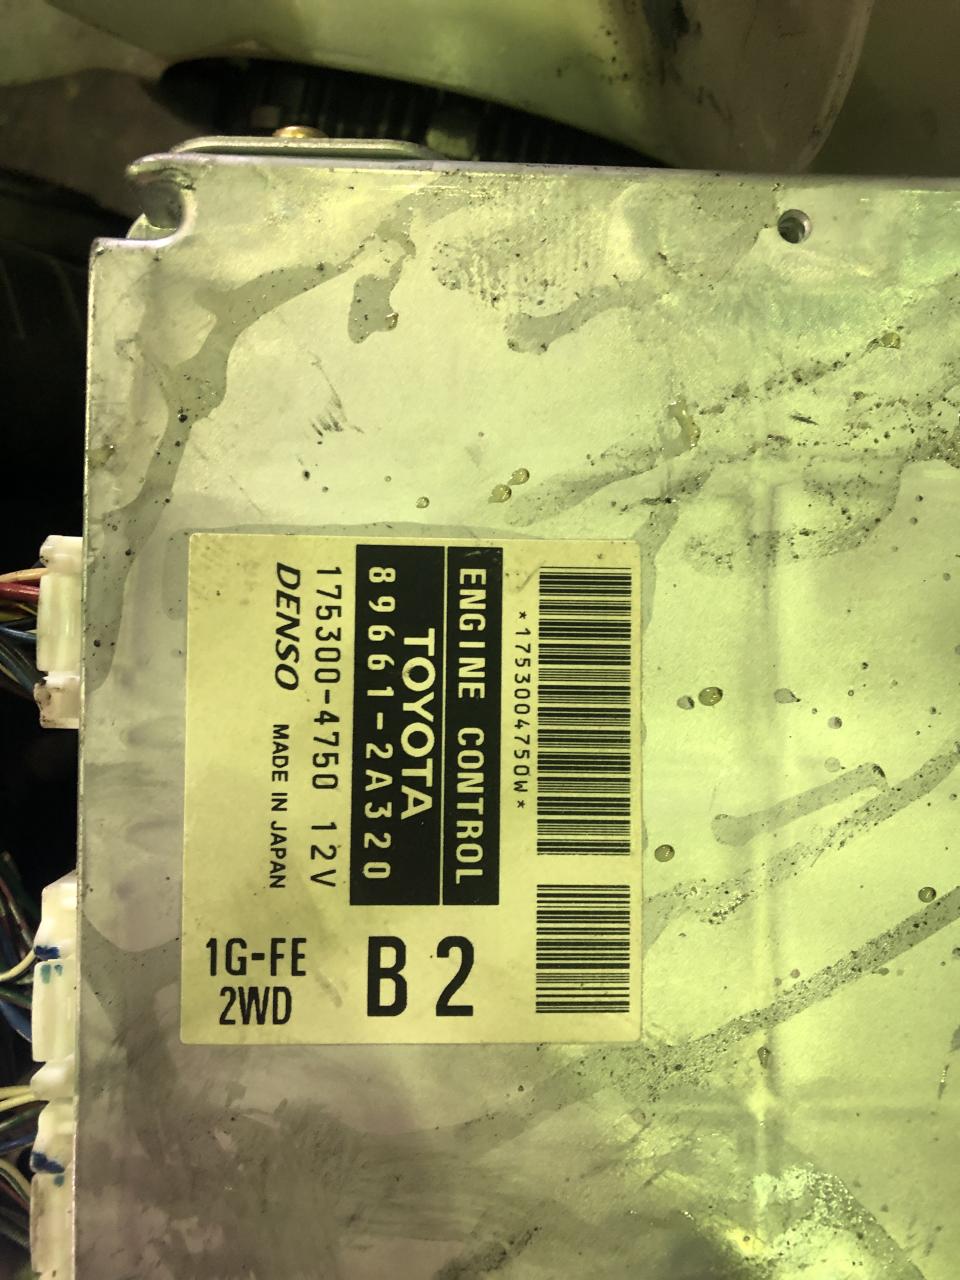 *1753004750W*
ENGINE CONTROL
TOYOTA
89661-2A320
175300-4750 12V
DENSO MADE IN JAPAN
B2
1G-FE
2WD